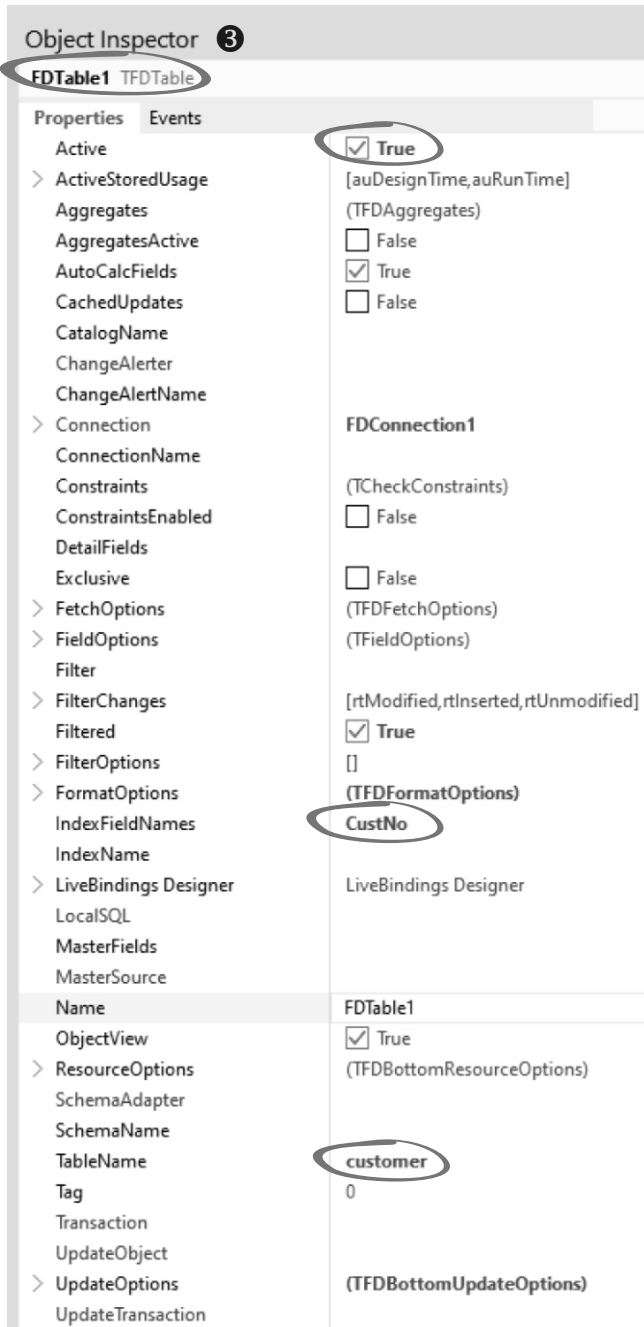 Object Inspector ❸
FDTable1 TFDTable
Properties Events
Active True
ActiveStoredUsage [auDesignTime,auRunTime]
Aggregates (TFDAggregates)
AggregatesActive False
AutoCalcFields True
CachedUpdates False
CatalogName
ChangeAlerter
ChangeAlertName
Connection FDConnection1
ConnectionName
Constraints (TCheckConstraints)
ConstraintsEnabled False
DetailFields
Exclusive False
FetchOptions (TFDFetchOptions)
FieldOptions (TFieldOptions)
Filter
FilterChanges [rtModified,rtInserted,rtUnmodified]
Filtered True
FilterOptions []
FormatOptions (TFDFormatOptions)
IndexFieldNames CustNo
IndexName
LiveBindings Designer LiveBindings Designer
LocalSQL
MasterFields
MasterSource
Name FDTable1
ObjectView True
ResourceOptions (TFDBottomResourceOptions)
SchemaAdapter
SchemaName
TableName customer
Tag 0
Transaction
UpdateObject
UpdateOptions (TFDBottomUpdateOptions)
UpdateTransaction